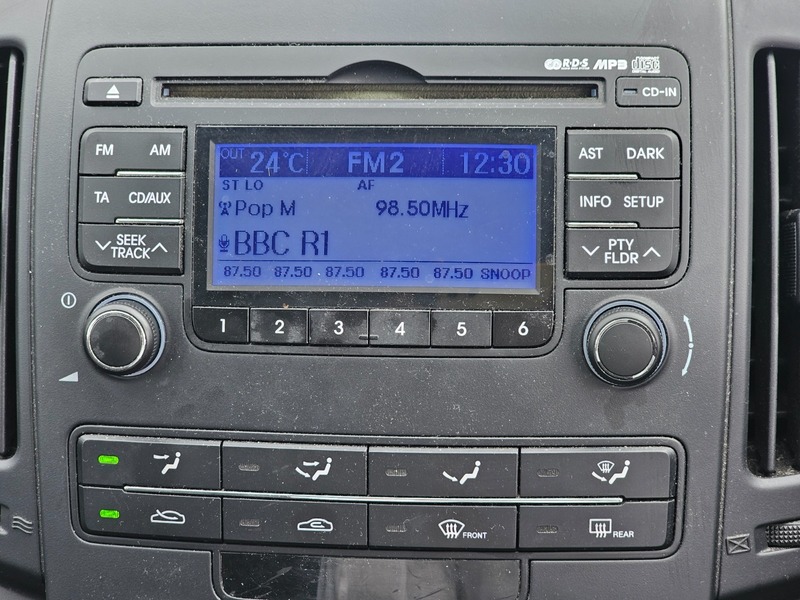 R·D·S MP3 disc
CD-IN
FM AM
TA CD/AUX
SEEK
TRACK
OUT 24°C FM2 12:30
ST LO AF
Pop M 98.50MHz
BBC R1
87.50 87.50 87.50 87.50 87.50 SNOOP
AST DARK
INFO SETUP
PTY
FLDR
1 2 3 4 5 6
FRONT
REAR